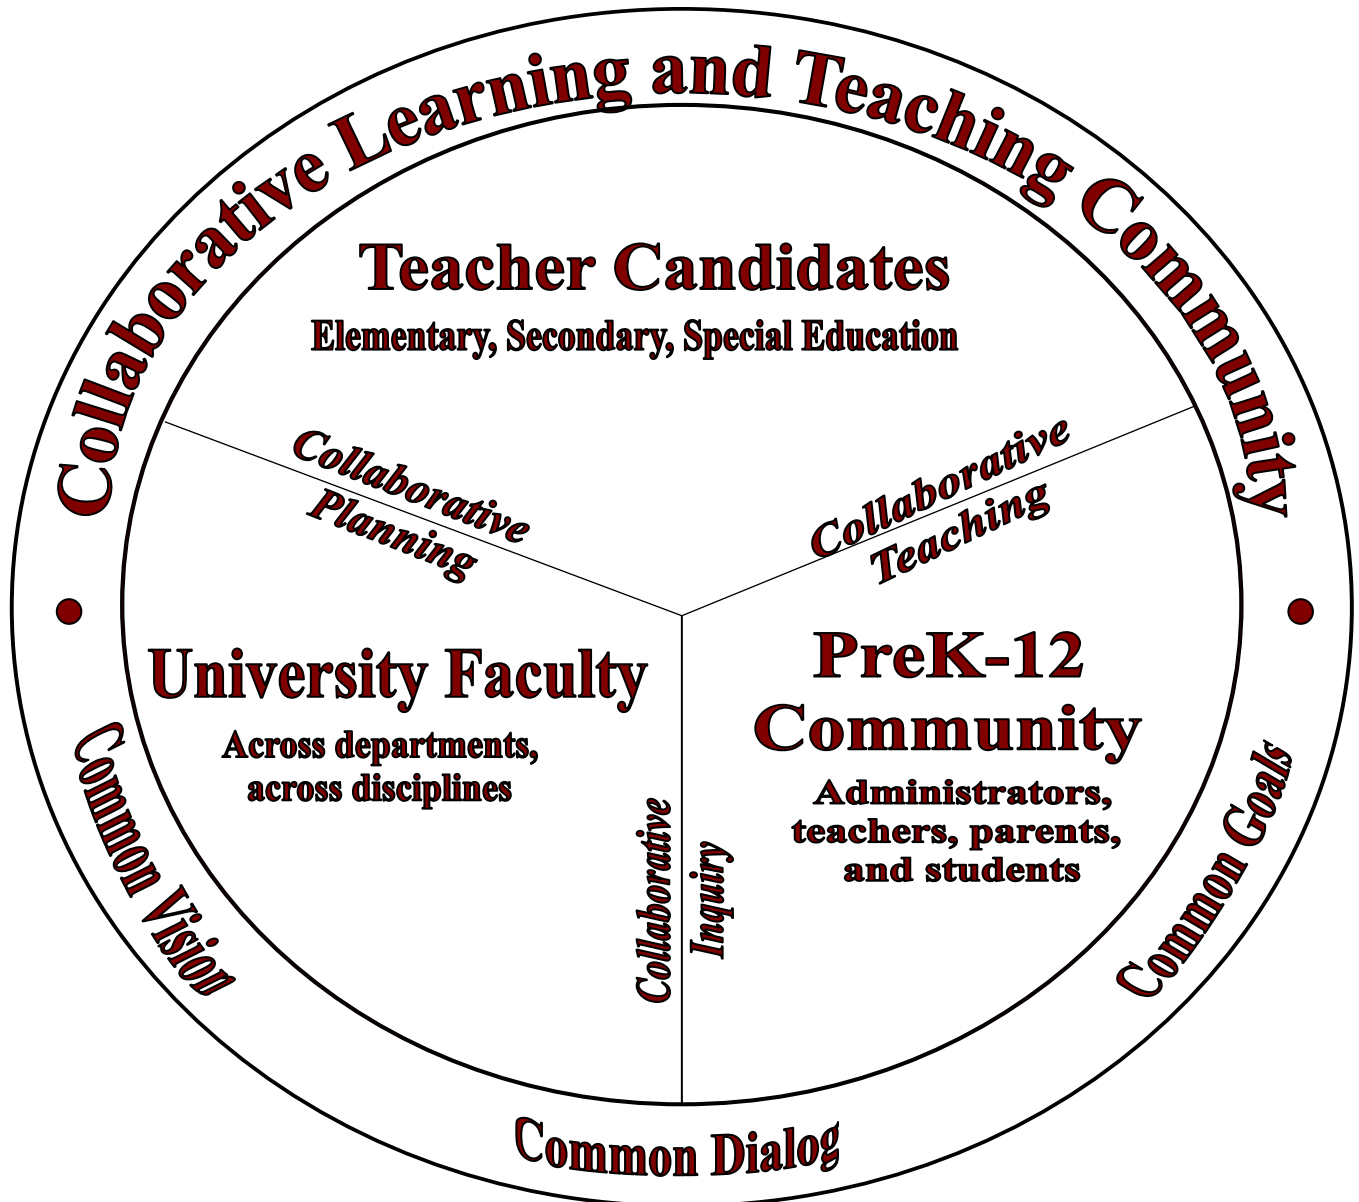 Collaborative Learning and Teaching Community
Teacher Candidates
Elementary, Secondary, Special Education
Collaborative
Planning
Collaborative
Teaching
University Faculty
Across departments,
across disciplines
PreK-12
Community
Administrators,
teachers, parents,
and students
Collaborative
Inquiry
Common Vision
Common Dialog
Common Goals